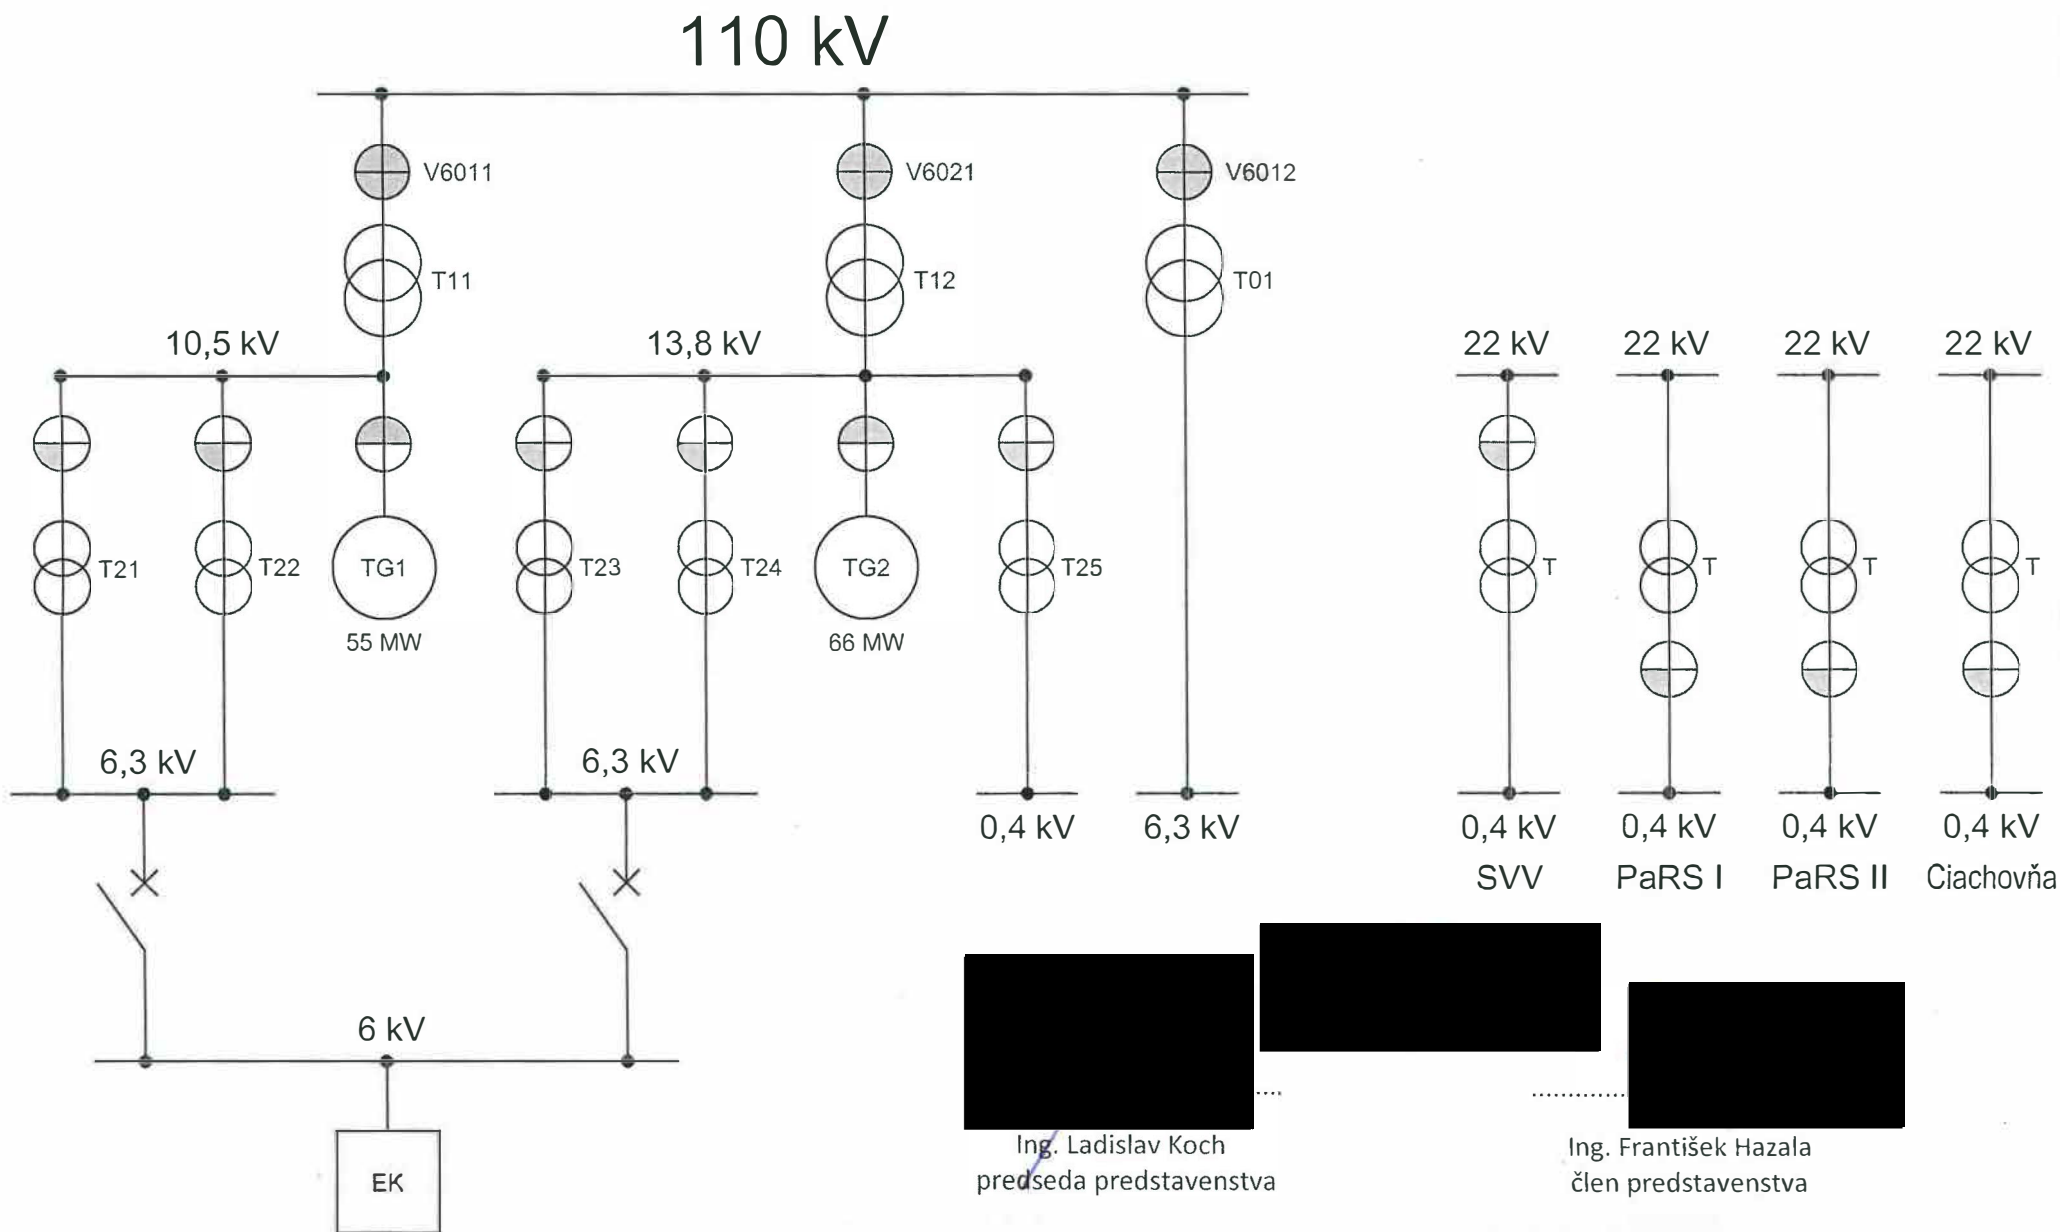 110 kV
V6011
V6021
V6012
T11
T12
T01
10,5 kV
13,8 kV
22 kV
22 kV
22 kV
22 kV
T21
T22
TG1
T23
T24
TG2
T25
T
T
T
T
55 MW
66 MW
6,3 kV
6,3 kV
0,4 kV
6,3 kV
0,4 kV
0,4 kV
0,4 kV
0,4 kV
SVV
PaRS I
PaRS II
Ciachovňa
6 kV
EK
Ing. Ladislav Koch
predseda predstavenstva
Ing. František Hazala
člen predstavenstva